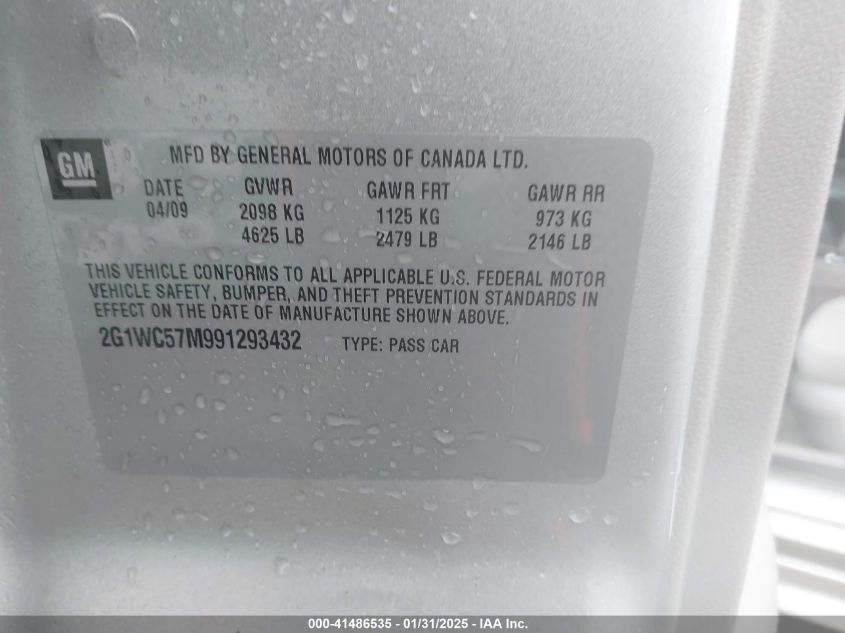 GM
MFD BY GENERAL MOTORS OF CANADA LTD.
DATE GVWR GAWR FRT GAWR RR
04/09 2098 KG 1125 KG 973 KG
4625 LB 2479 LB 2146 LB
THIS VEHICLE CONFORMS TO ALL APPLICABLE U.S. FEDERAL MOTOR
VEHICLE SAFETY, BUMPER, AND THEFT PREVENTION STANDARDS IN
EFFECT ON THE DATE OF MANUFACTURE SHOWN ABOVE.
2G1WC57M991293432 TYPE: PASS CAR
000-41486535 - 01/31/2025 - IAA Inc.